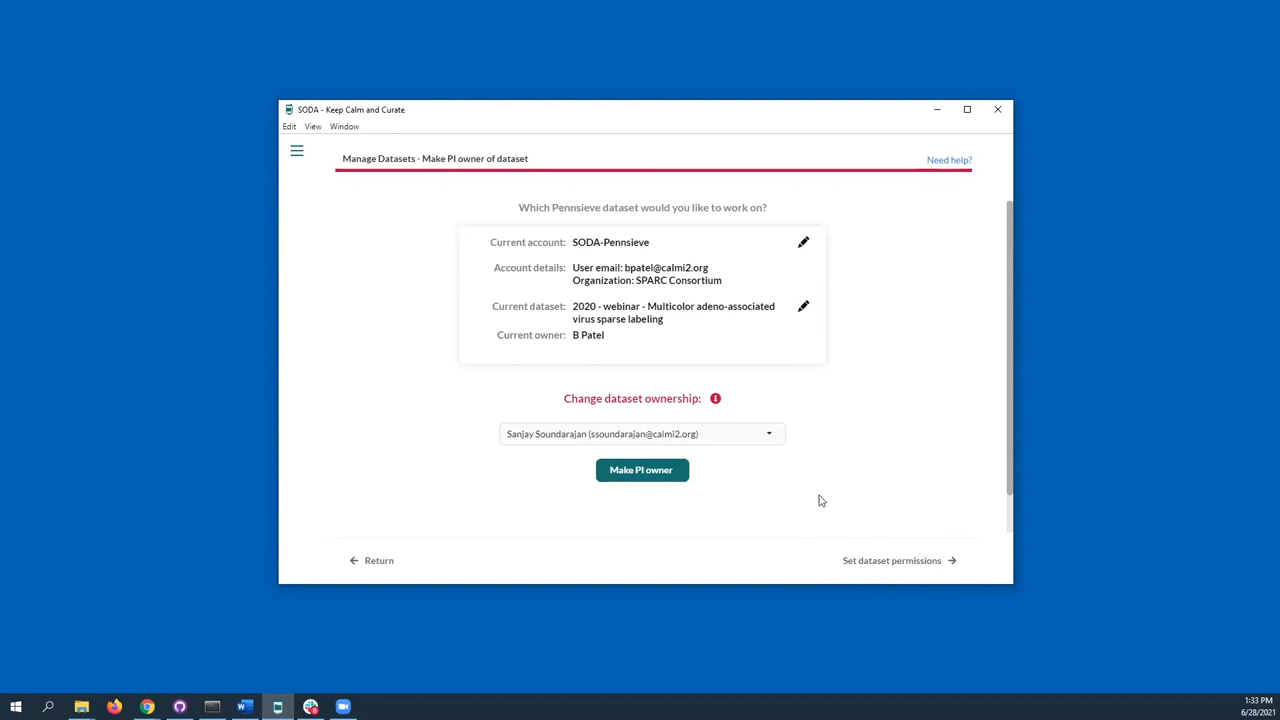 SODA - Keep Calm and Curate
Edit View Window
Manage Datasets - Make PI owner of dataset
Need help?
Which Pennsieve dataset would you like to work on?
Current account: SODA-Pennsieve
Account details: User email: bpatel@calmi2.org
Organization: SPARC Consortium
Current dataset: 2020 - webinar - Multicolor adeno-associated
virus sparse labeling
Current owner: B Patel
Change dataset ownership:
Sanjay Soundarajan (ssoundarajan@calmi2.org)
Make PI owner
Return
Set dataset permissions
1:33 PM
6/28/2021